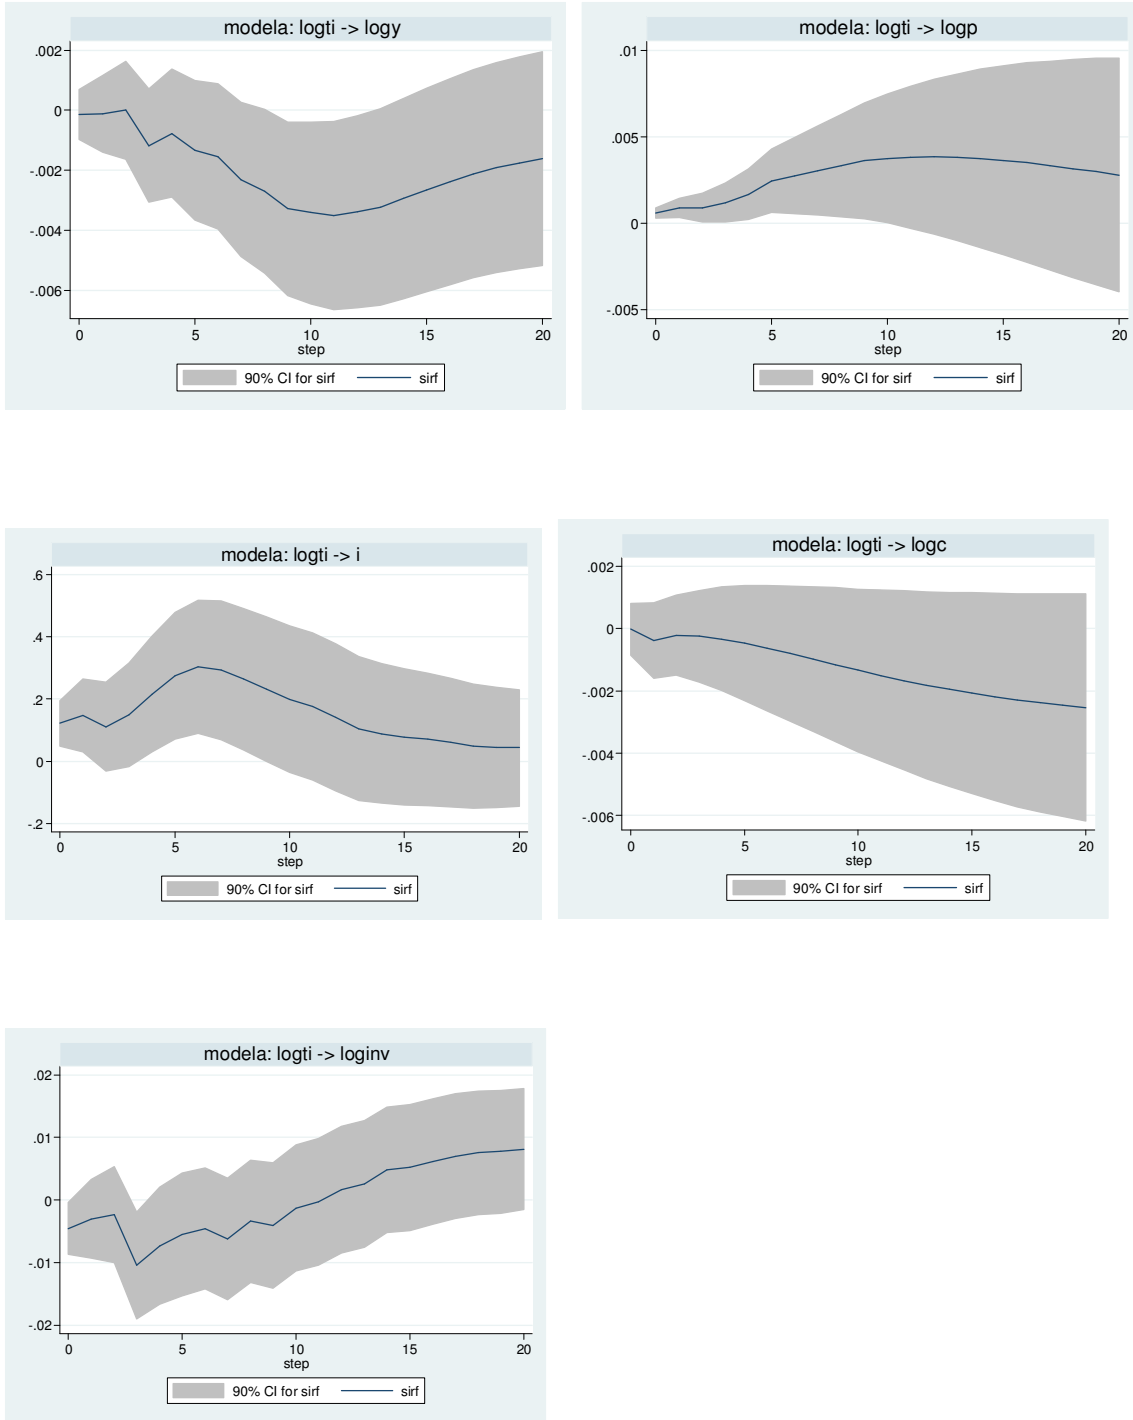 modela: logti -> logy
.002
0
-.002
-.004
-.006
0 5 10 15 20
step
90% CI for sirf sirf
modela: logti -> logp
.01
.005
0
-.005
0 5 10 15 20
step
90% CI for sirf sirf
modela: logti -> i
.6
.4
.2
0
-.2
0 5 10 15 20
step
90% CI for sirf sirf
modela: logti -> logc
.002
0
-.002
-.004
-.006
0 5 10 15 20
step
90% CI for sirf sirf
modela: logti -> loginv
.02
.01
0
-.01
-.02
0 5 10 15 20
step
90% CI for sirf sirf